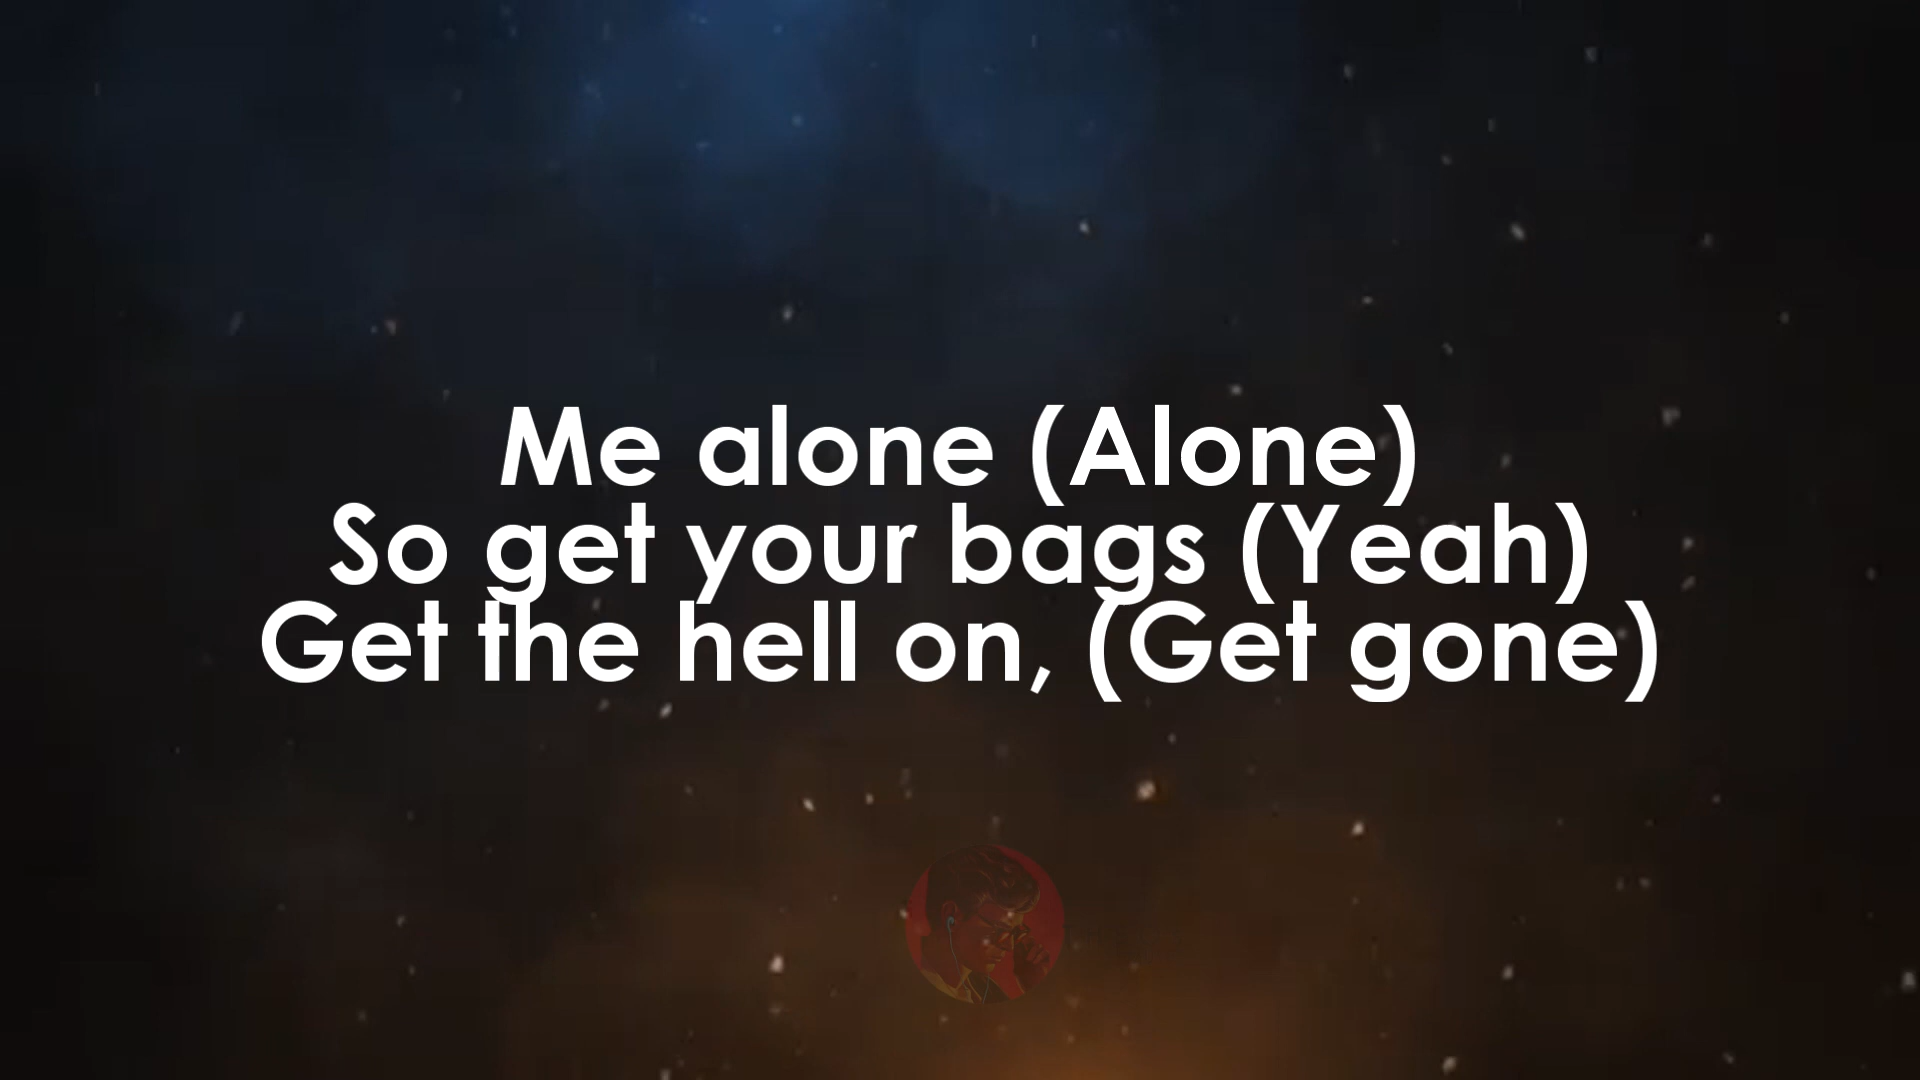 Me alone (Alone)
So get your bags (Yeah)
Get the hell on, (Get gone)